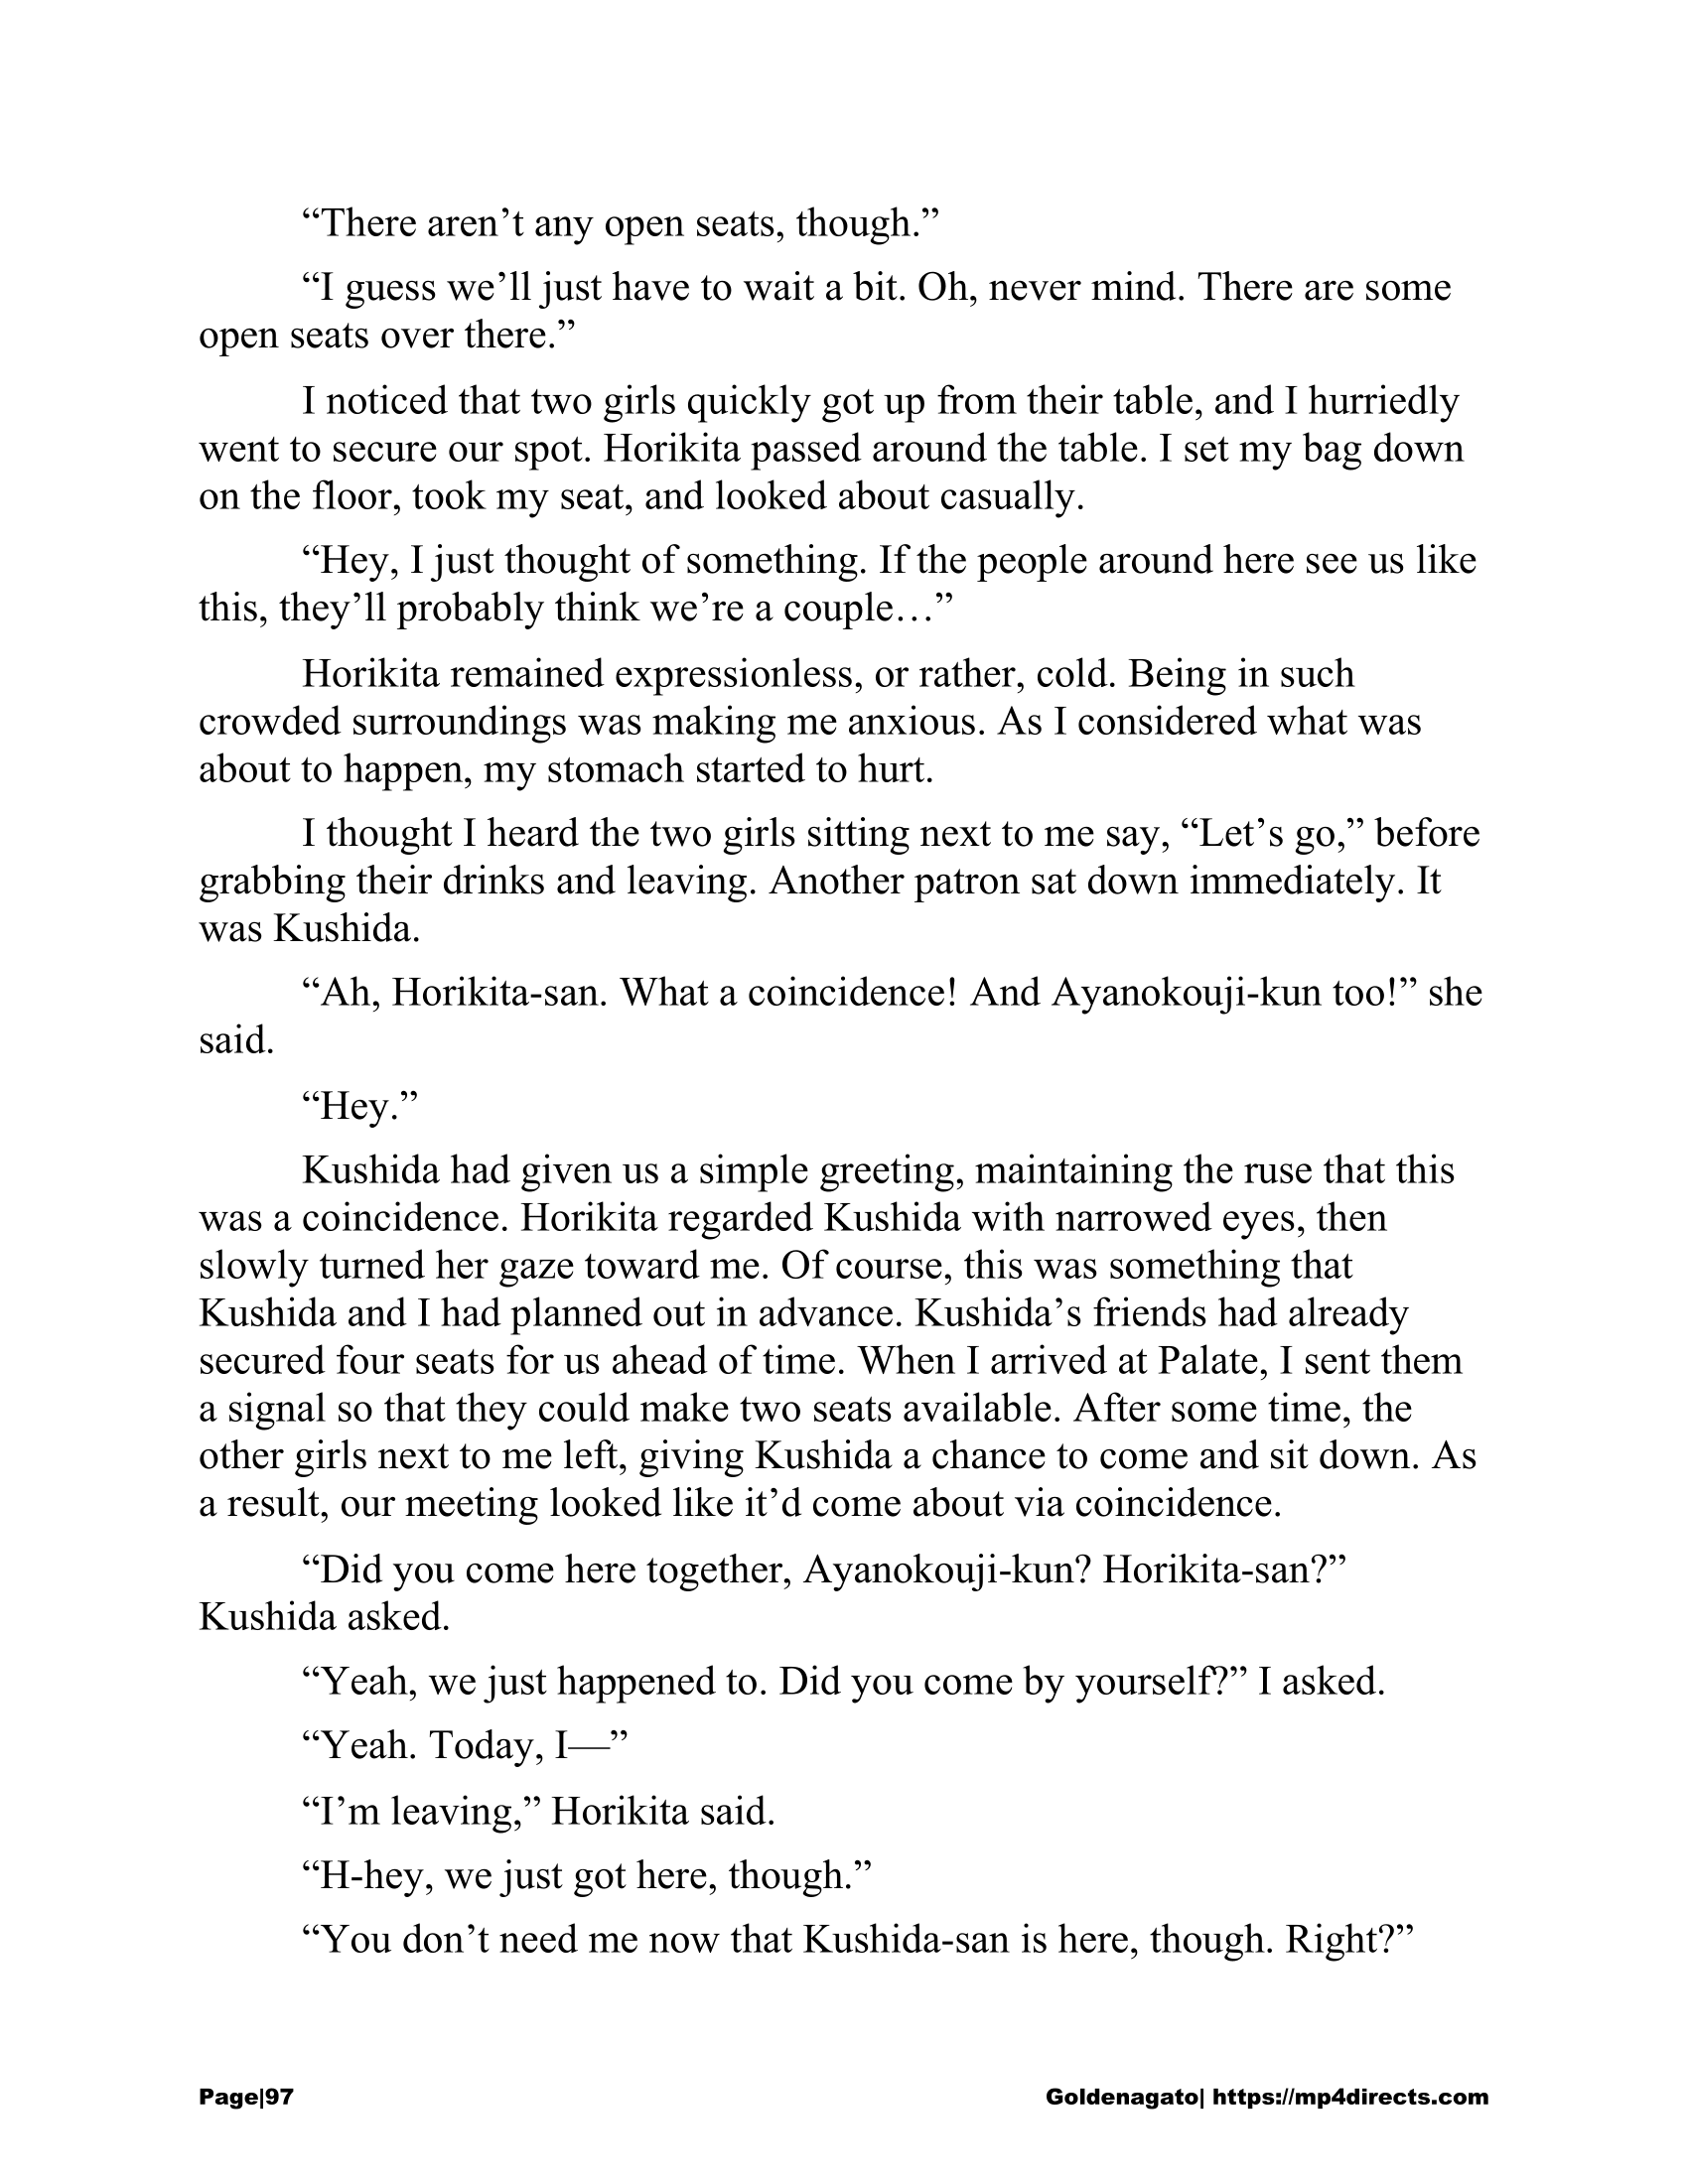 “There aren’t any open seats, though.”
“I guess we’ll just have to wait a bit. Oh, never mind. There are some
open seats over there.”
I noticed that two girls quickly got up from their table, and I hurriedly
went to secure our spot. Horikita passed around the table. I set my bag down
on the floor, took my seat, and looked about casually.
“Hey, I just thought of something. If the people around here see us like
this, they’ll probably think we’re a couple…”
Horikita remained expressionless, or rather, cold. Being in such
crowded surroundings was making me anxious. As I considered what was
about to happen, my stomach started to hurt.
I thought I heard the two girls sitting next to me say, “Let’s go,” before
grabbing their drinks and leaving. Another patron sat down immediately. It
was Kushida.
“Ah, Horikita-san. What a coincidence! And Ayanokouji-kun too!” she
said.
“Hey.”
Kushida had given us a simple greeting, maintaining the ruse that this
was a coincidence. Horikita regarded Kushida with narrowed eyes, then
slowly turned her gaze toward me. Of course, this was something that
Kushida and I had planned out in advance. Kushida’s friends had already
secured four seats for us ahead of time. When I arrived at Palate, I sent them
a signal so that they could make two seats available. After some time, the
other girls next to me left, giving Kushida a chance to come and sit down. As
a result, our meeting looked like it’d come about via coincidence.
“Did you come here together, Ayanokouji-kun? Horikita-san?”
Kushida asked.
“Yeah, we just happened to. Did you come by yourself?” I asked.
“Yeah. Today, I—”
“I’m leaving,” Horikita said.
“H-hey, we just got here, though.”
“You don’t need me now that Kushida-san is here, though. Right?”
Page|97 Goldenagato| https://mp4directs.com